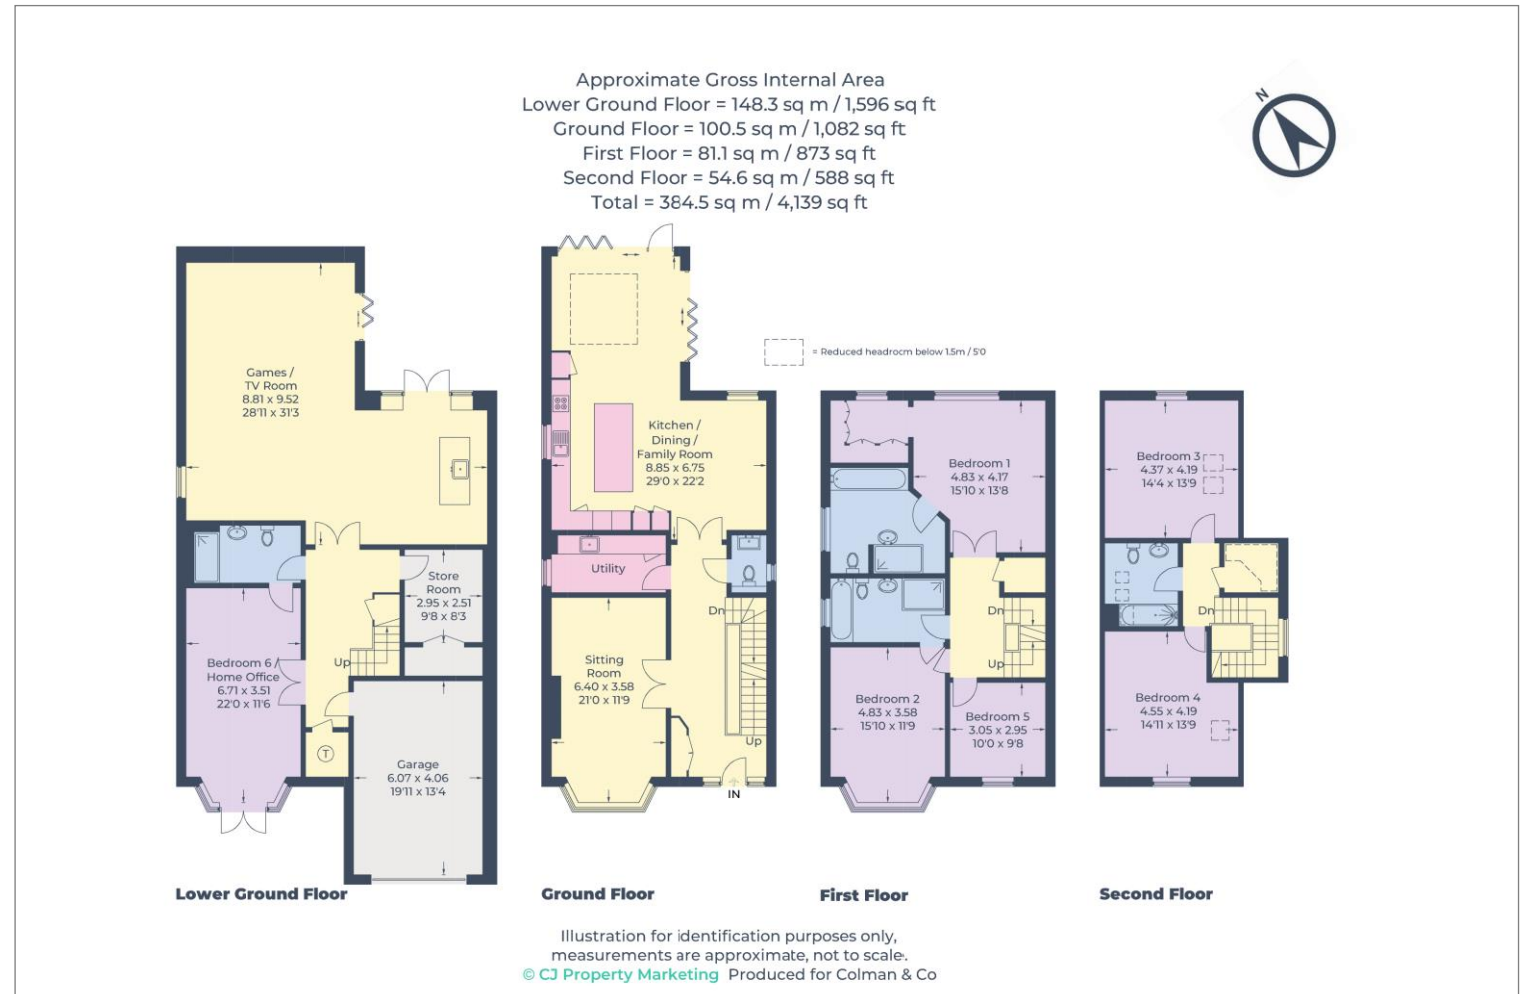 Approximate Gross Internal Area
Lower Ground Floor = 148.3 sq m / 1,596 sq ft
Ground Floor = 100.5 sq m / 1,082 sq ft
First Floor = 81.1 sq m / 873 sq ft
Second Floor = 54.6 sq m / 588 sq ft
Total = 384.5 sq m / 4,139 sq ft
N
= Reduced headroom below 1.5m / 5'0
Games /
TV Room
8.81 x 9.52
28'11 x 31'3
Store
Room
2.95 x 2.51
9'8 x 8'3
Up
Bedroom 6 /
Home Office
6.71 x 3.51
22'0 x 11'6
T
Garage
6.07 x 4.06
19'11 x 13'4
Lower Ground Floor
Kitchen /
Dining /
Family Room
8.85 x 6.75
29'0 x 22'2
Utility
Dn
Sitting
Room
6.40 x 3.58
21'0 x 11'9
Up
IN
Ground Floor
Bedroom 1
4.83 x 4.17
15'10 x 13'8
Dn
Up
Bedroom 2
4.83 x 3.58
15'10 x 11'9
Bedroom 5
3.05 x 2.95
10'0 x 9'8
First Floor
Bedroom 3
4.37 x 4.19
14'4 x 13'9
Dn
Bedroom 4
4.55 x 4.19
14'11 x 13'9
Second Floor
Illustration for identification purposes only,
measurements are approximate, not to scale.
© CJ Property Marketing Produced for Colman & Co